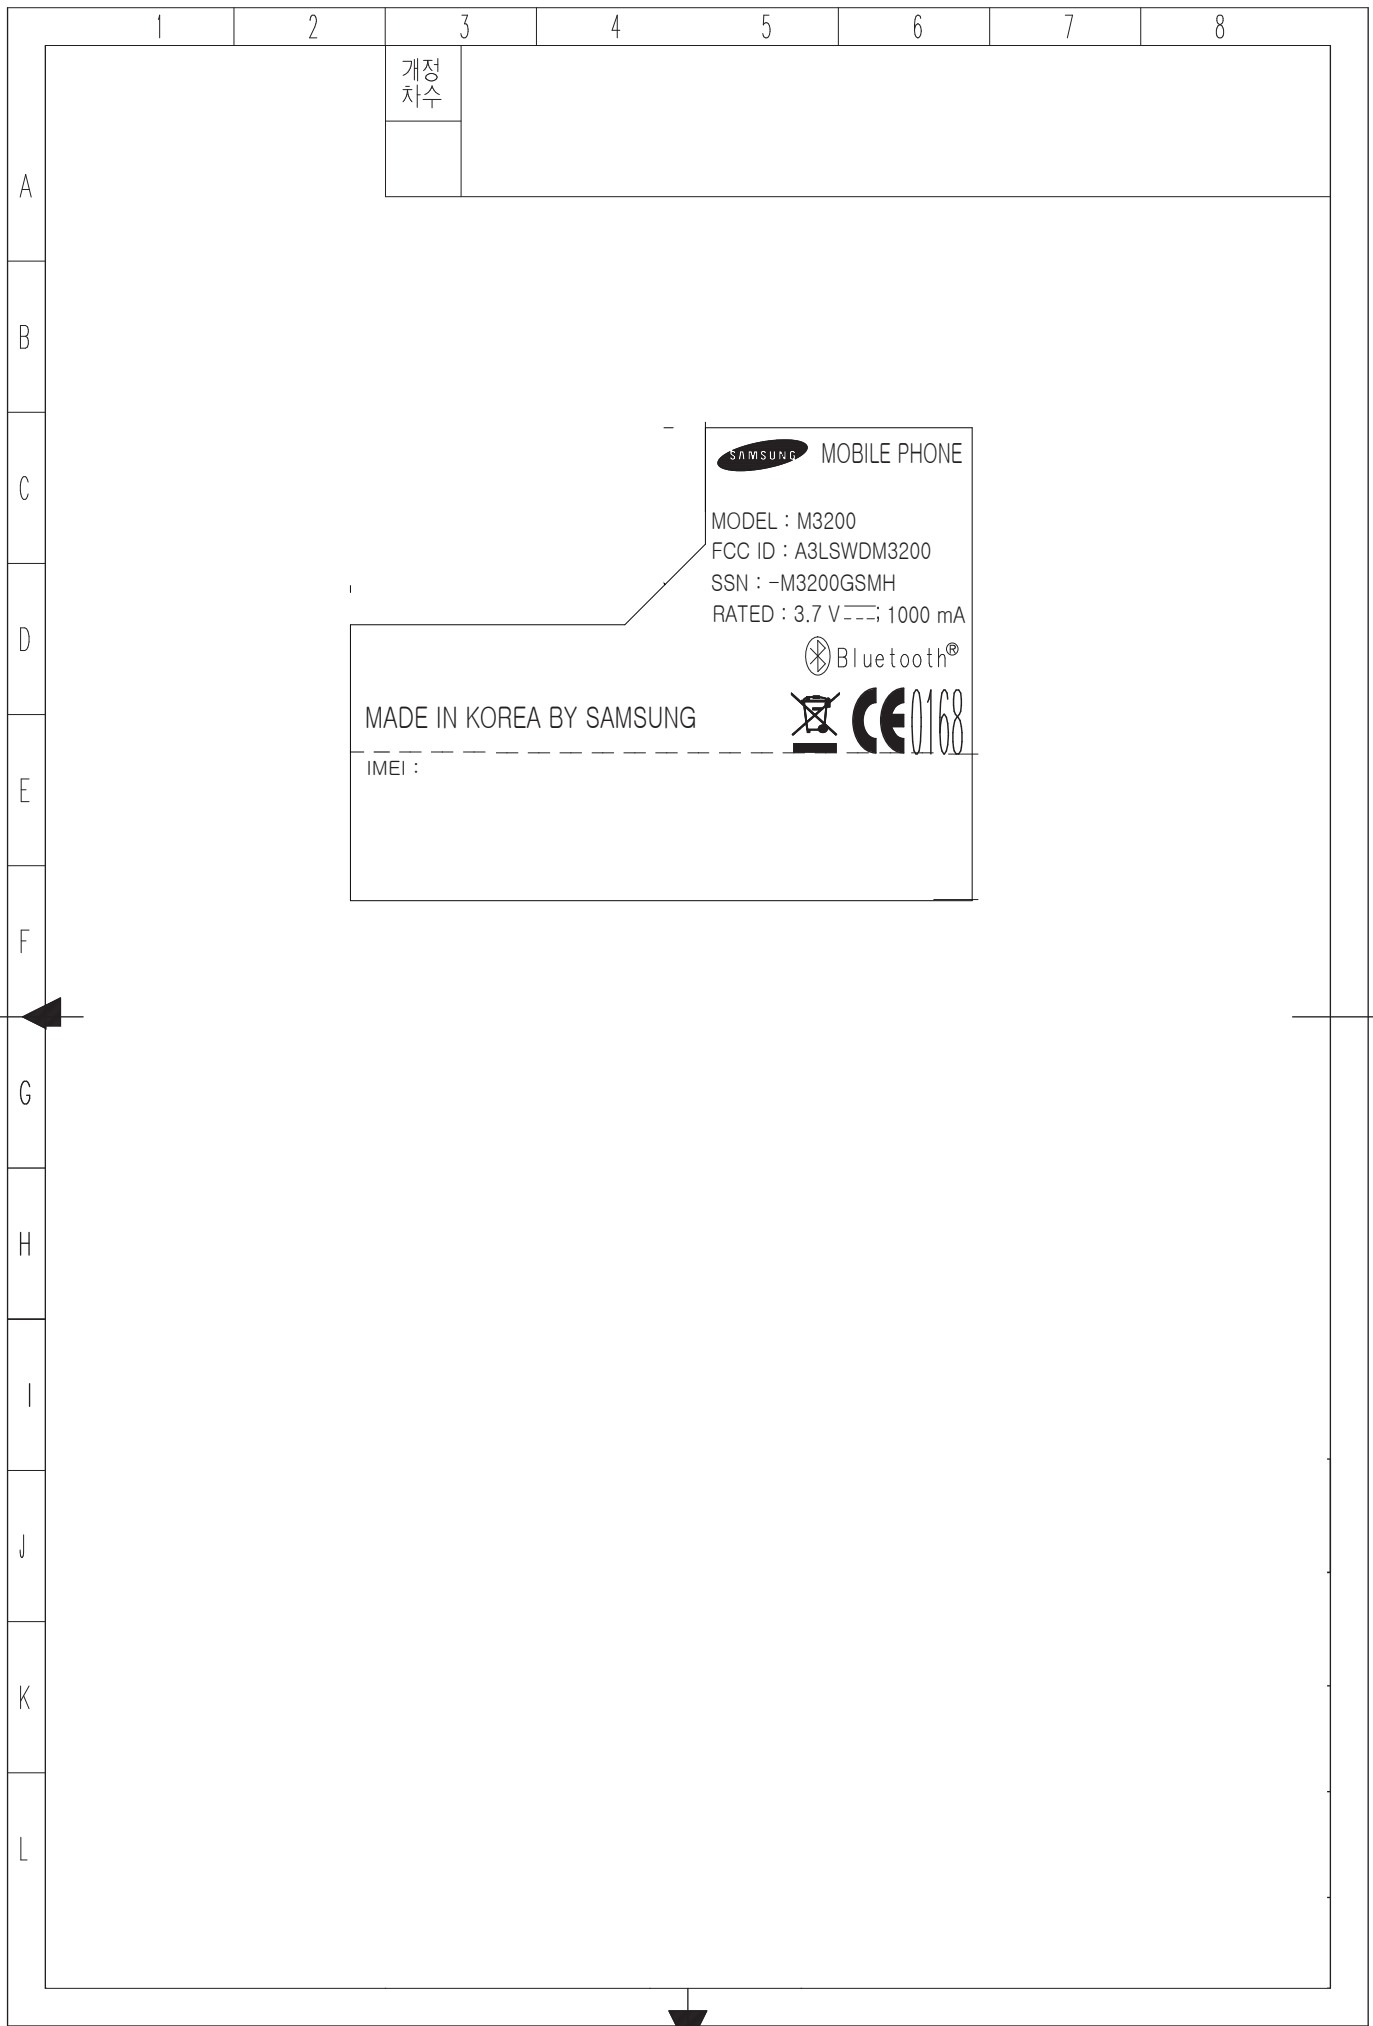 1 2 3 4 5 6 7 8
개정
차수
A
B
C
D
E
F
G
H
I
J
K
L
SAMSUNG MOBILE PHONE
MODEL : M3200
FCC ID : A3LSWDM3200
SSN : -M3200GSMH
RATED : 3.7 V ; 1000 mA
Bluetooth®
MADE IN KOREA BY SAMSUNG
CE0168
IMEI :